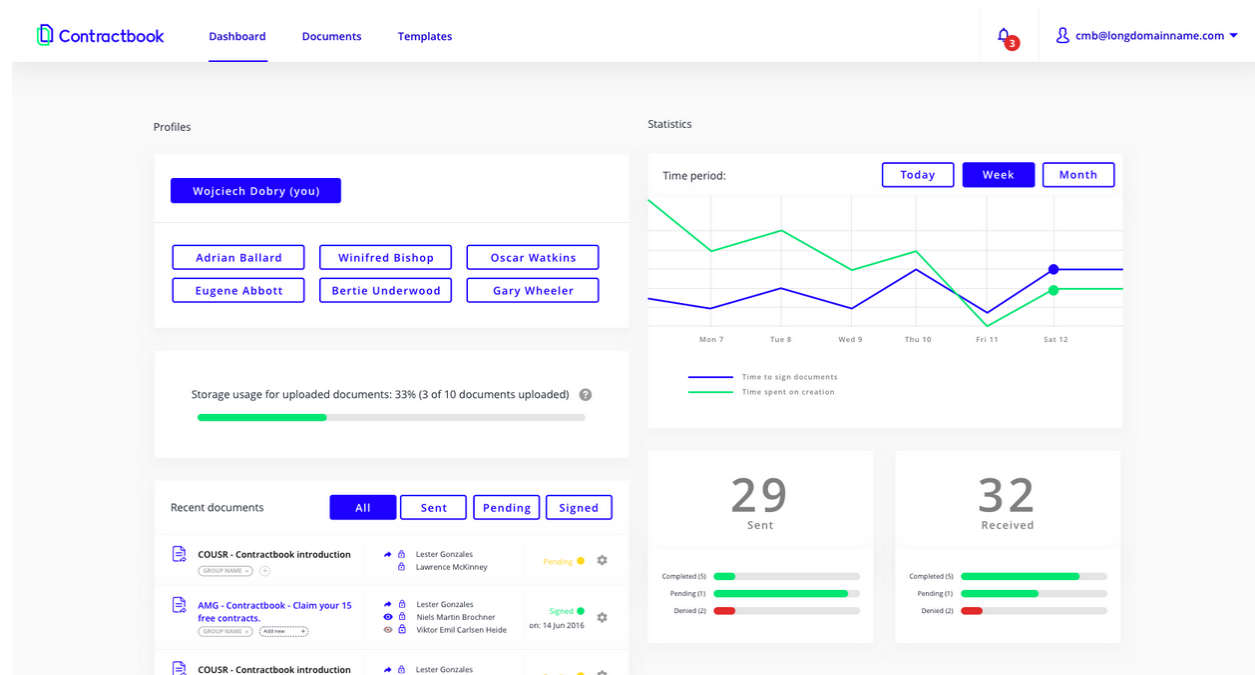 Contractbook
Dashboard
Documents
Templates
3
cmb@longdomainname.com
Profiles
Wojciech Dobry (you)
Adrian Ballard
Winifred Bishop
Oscar Watkins
Eugene Abbott
Bertie Underwood
Gary Wheeler
Storage usage for uploaded documents: 33% (3 of 10 documents uploaded) ?
Recent documents
All
Sent
Pending
Signed
COUSR - Contractbook introduction
GROUP NAME ×
+
Lester Gonzales
Lawrence McKinney
Pending
AMG - Contractbook - Claim your 15
free contracts.
GROUP NAME ×
Add new +
Lester Gonzales
Niels Martin Brochner
Viktor Emil Carlsen Heide
Signed
on: 14 Jun 2016
COUSR - Contractbook introduction
Lester Gonzales
Statistics
Time period:
Today
Week
Month
Mon 7
Tue 8
Wed 9
Thu 10
Fri 11
Sat 12
Time to sign documents
Time spent on creation
29
Sent
Completed (5)
Pending (1)
Denied (2)
32
Received
Completed (5)
Pending (1)
Denied (2)